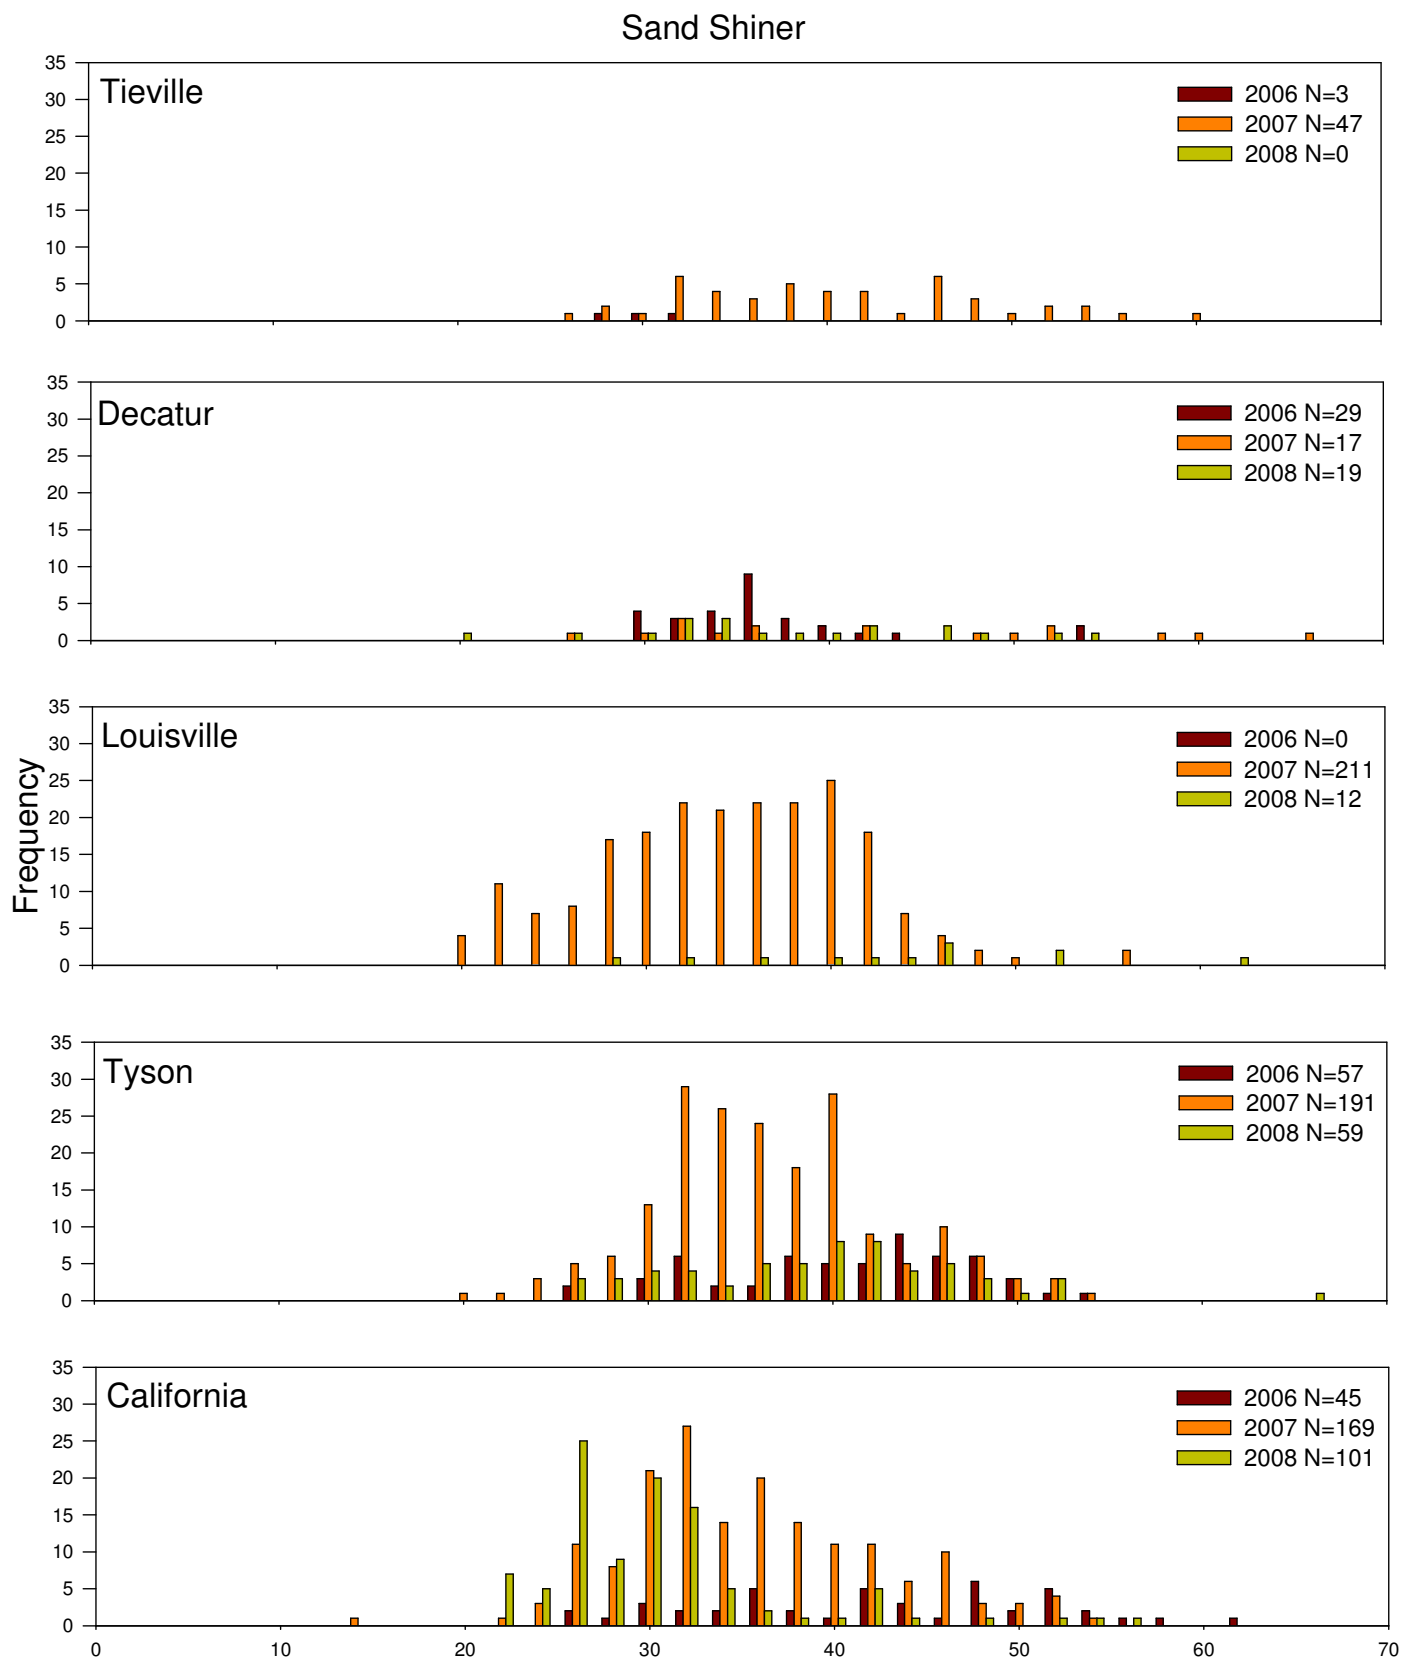 Sand Shiner
Tieville
2006 N=3
2007 N=47
2008 N=0
35
30
25
20
15
10
5
0
Decatur
2006 N=29
2007 N=17
2008 N=19
35
30
25
20
15
10
5
0
Frequency
Louisville
2006 N=0
2007 N=211
2008 N=12
35
30
25
20
15
10
5
0
Tyson
2006 N=57
2007 N=191
2008 N=59
35
30
25
20
15
10
5
0
California
2006 N=45
2007 N=169
2008 N=101
35
30
25
20
15
10
5
0
0 10 20 30 40 50 60 70